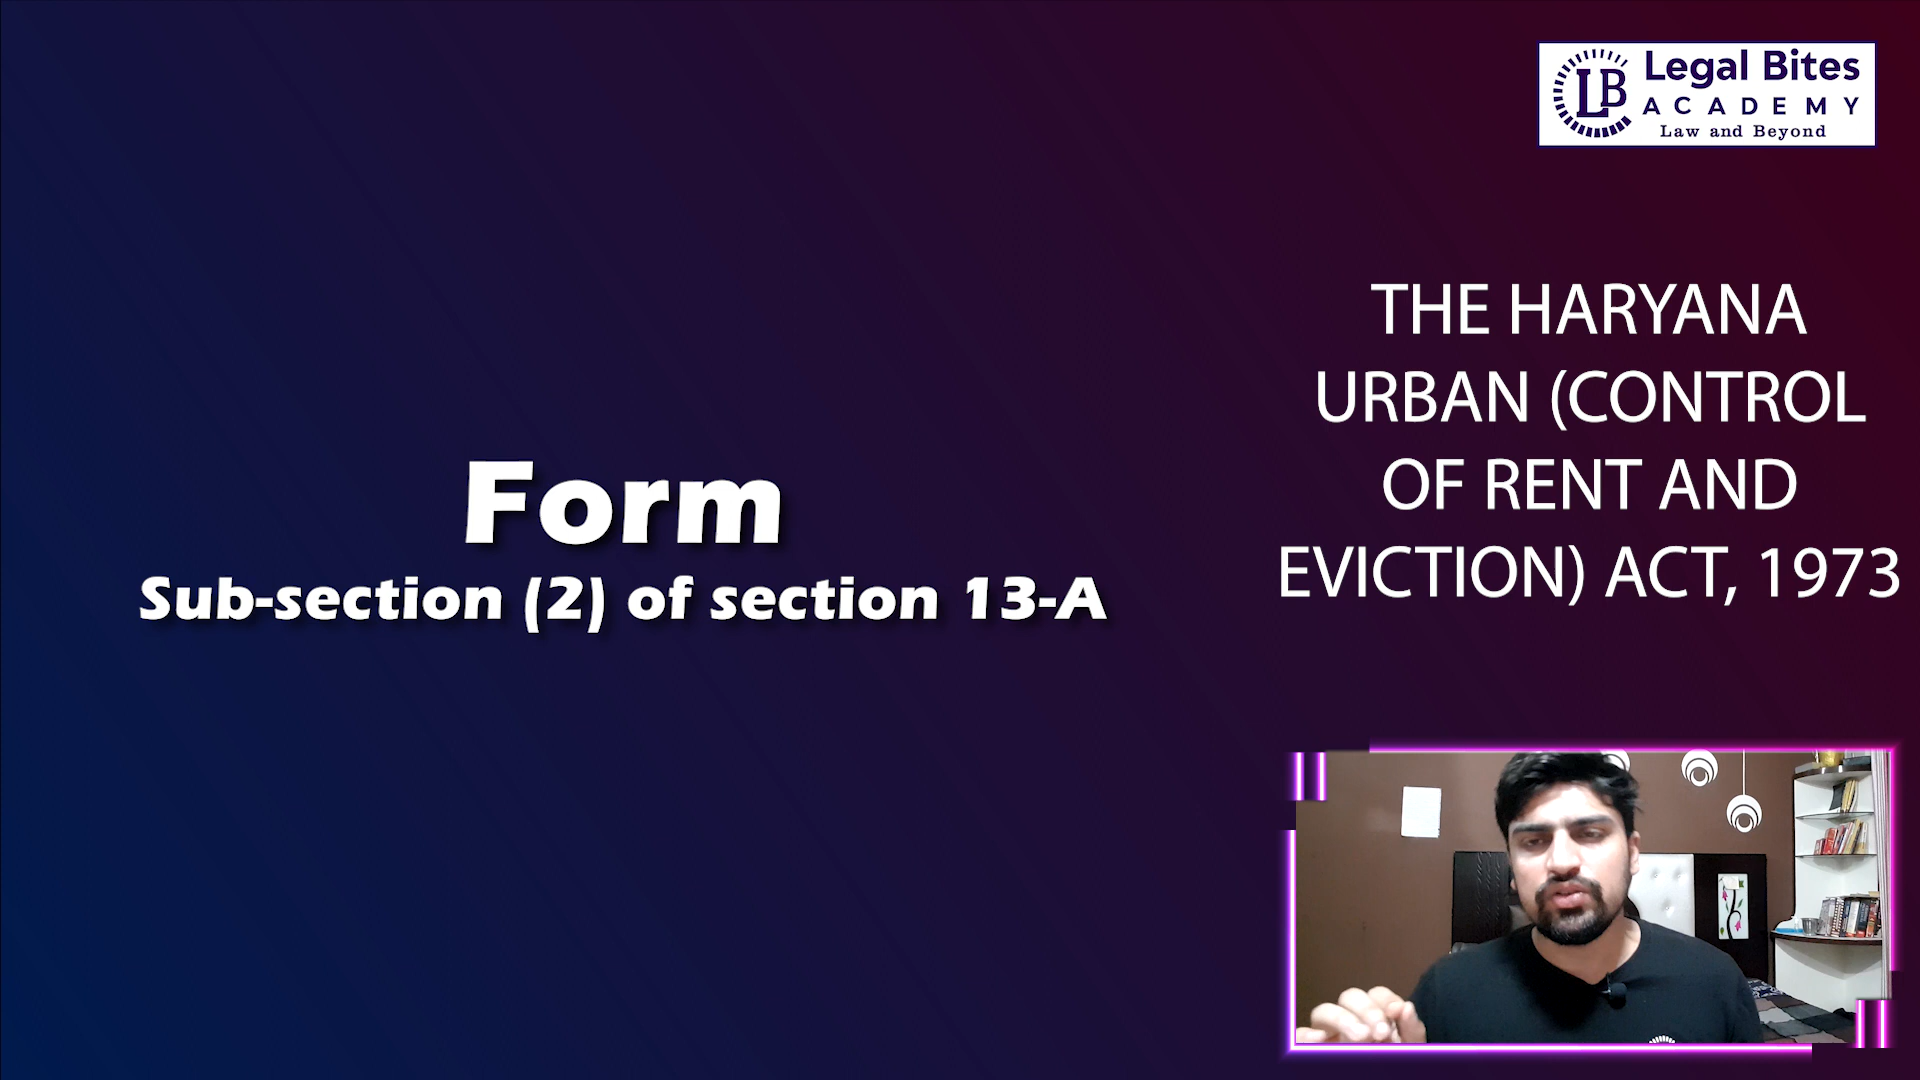 LB
Legal Bites
ACADEMY
Law and Beyond
THE HARYANA
URBAN (CONTROL
OF RENT AND
EVICTION) ACT, 1973
Form
Sub-section (2) of section 13-A